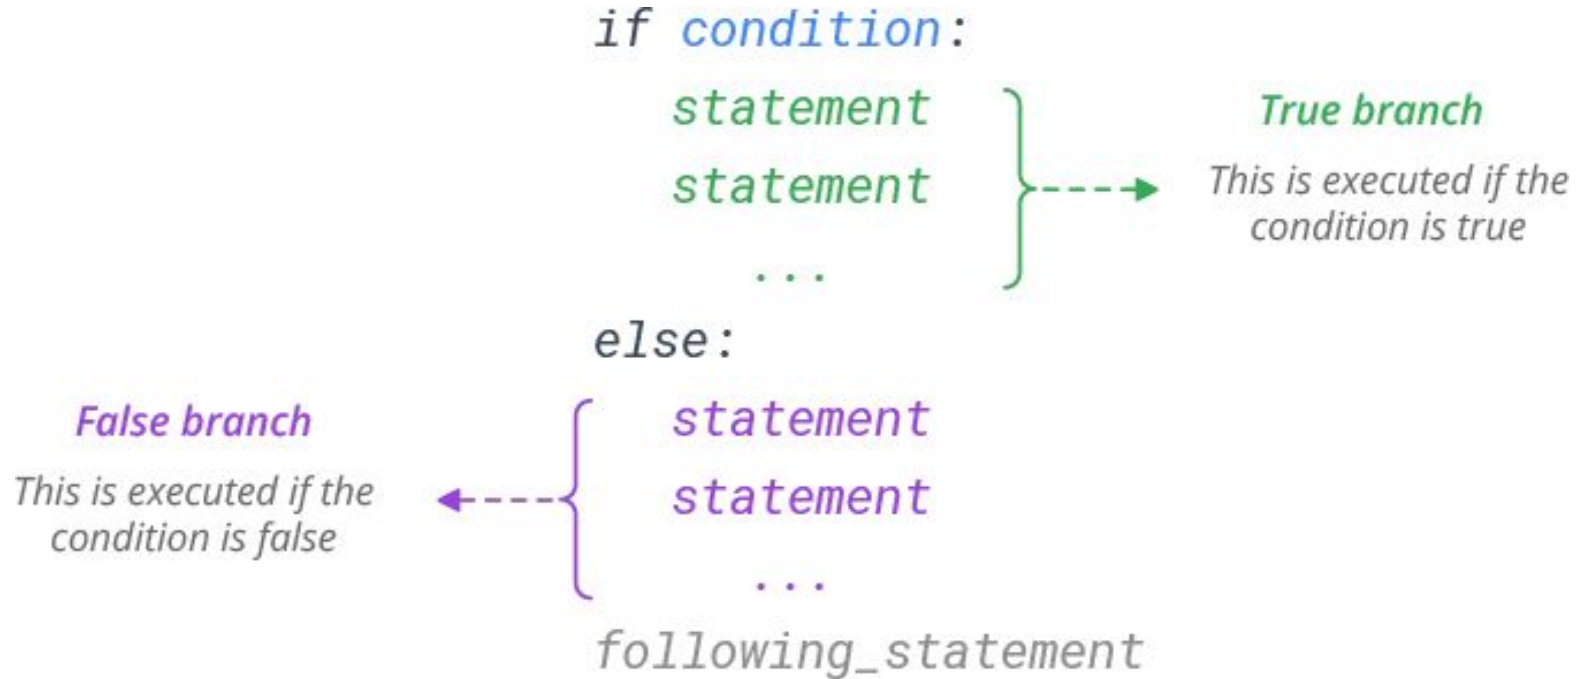 if condition:
statement
statement
...
True branch
This is executed if the
condition is true
else:
statement
statement
...
False branch
This is executed if the
condition is false
following_statement